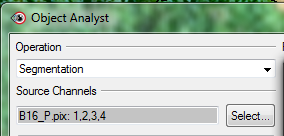 Object Analyst
Operation
Segmentation
Source Channels
B16_P.pix: 1,2,3,4
Select...